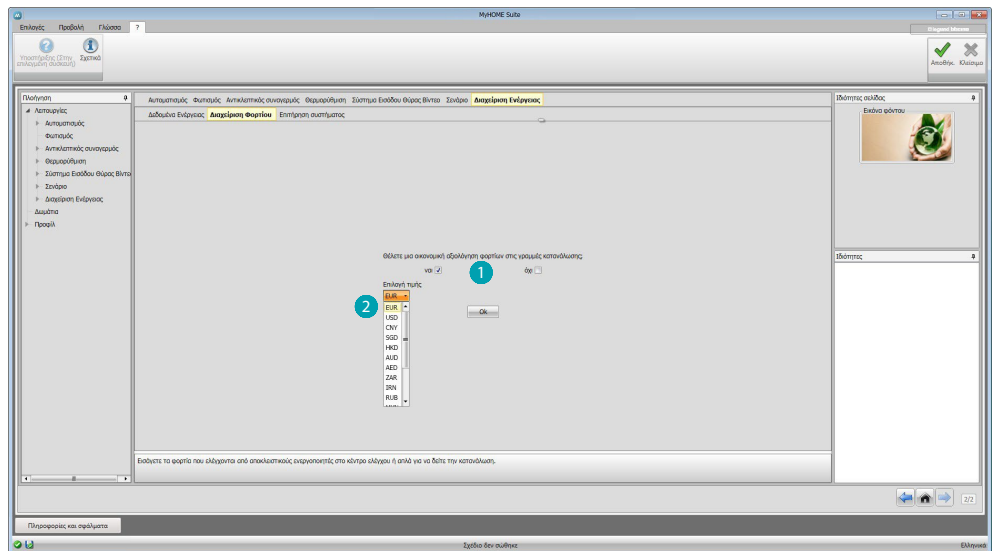 MyHOME Suite
Επιλογές Προβολή Γλώσσα ?
Υποστήριξης (Στην επιλεγμένη συσκευή)
Σχετικά
Αποθήκ. Κλείσιμο
Πλοήγηση
Λειτουργίες
Αυτοματισμός
Φωτισμός
Αντικλεπτικός συναγερμός
Θερμορύθμιση
Σύστημα Εισόδου Θύρας Βίντε
Σενάριο
Διαχείριση Ενέργειας
Δωμάτια
Προφίλ
Αυτοματισμός Φωτισμός Αντικλεπτικός συναγερμός Θερμορύθμιση Σύστημα Εισόδου Θύρας Βίντεο Σενάριο Διαχείριση Ενέργειας
Δεδομένα Ενέργειας Διαχείριση Φορτίου Επιτήρηση συστήματος
Θέλετε μια οικονομική αξιολόγηση φορτίων στις γραμμές κατανάλωσης;
ναι 1 όχι
Επιλογή τιμής
EUR
2
Ok
EUR
USD
CNY
SGD
HKD
AUD
AED
ZAR
IRN
RUB
Εισάγετε τα φορτία που ελέγχονται από αποκλειστικούς ενεργοποιητές στο κέντρο ελέγχου ή απλά για να δείτε την κατανάλωση.
Ιδιότητες σελίδας
Εικόνα φόντου
Ιδιότητες
2/2
Πληροφορίες και σφάλματα
Σχέδιο δεν σώθηκε
Ελληνικά